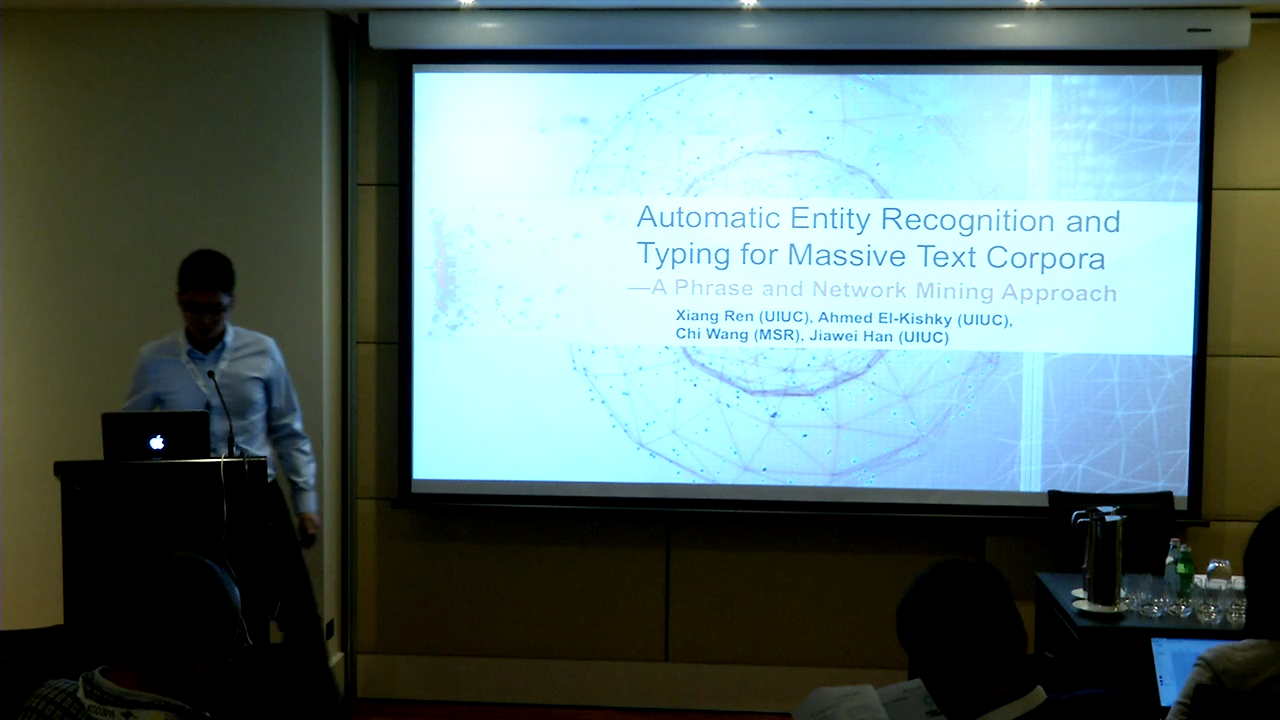 Automatic Entity Recognition and
Typing for Massive Text Corpora
—A Phrase and Network Mining Approach
Xiang Ren (UIUC), Ahmed El-Kishky (UIUC),
Chi Wang (MSR), Jiawei Han (UIUC)